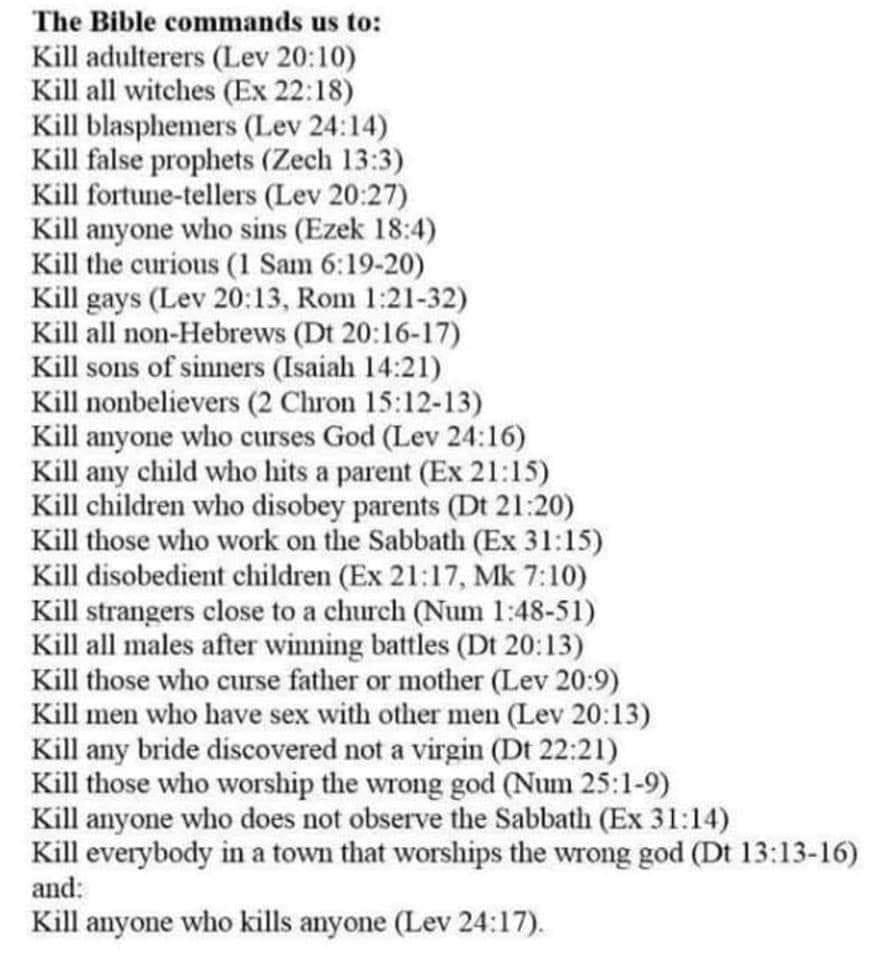 The Bible commands us to:
Kill adulterers (Lev 20:10)
Kill all witches (Ex 22:18)
Kill blasphemers (Lev 24:14)
Kill false prophets (Zech 13:3)
Kill fortune-tellers (Lev 20:27)
Kill anyone who sins (Ezek 18:4)
Kill the curious (1 Sam 6:19-20)
Kill gays (Lev 20:13, Rom 1:21-32)
Kill all non-Hebrews (Dt 20:16-17)
Kill sons of sinners (Isaiah 14:21)
Kill nonbelievers (2 Chron 15:12-13)
Kill anyone who curses God (Lev 24:16)
Kill any child who hits a parent (Ex 21:15)
Kill children who disobey parents (Dt 21:20)
Kill those who work on the Sabbath (Ex 31:15)
Kill disobedient children (Ex 21:17, Mk 7:10)
Kill strangers close to a church (Num 1:48-51)
Kill all males after winning battles (Dt 20:13)
Kill those who curse father or mother (Lev 20:9)
Kill men who have sex with other men (Lev 20:13)
Kill any bride discovered not a virgin (Dt 22:21)
Kill those who worship the wrong god (Num 25:1-9)
Kill anyone who does not observe the Sabbath (Ex 31:14)
Kill everybody in a town that worships the wrong god (Dt 13:13-16)
and:
Kill anyone who kills anyone (Lev 24:17).